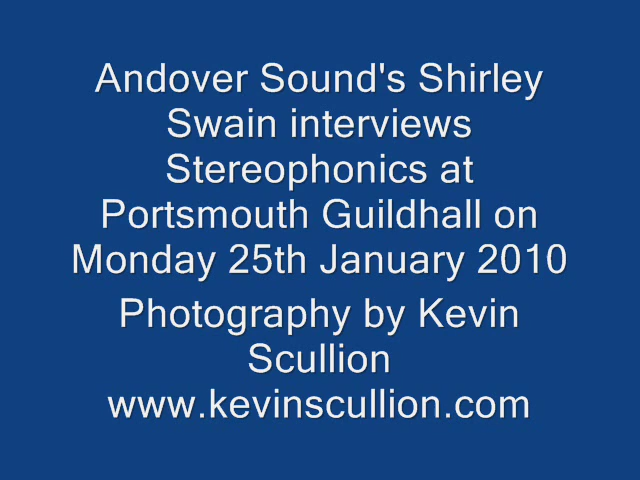 Andover Sound's Shirley
Swain interviews
Stereophonics at
Portsmouth Guildhall on
Monday 25th January 2010
Photography by Kevin
Scullion
www.kevinscullion.com